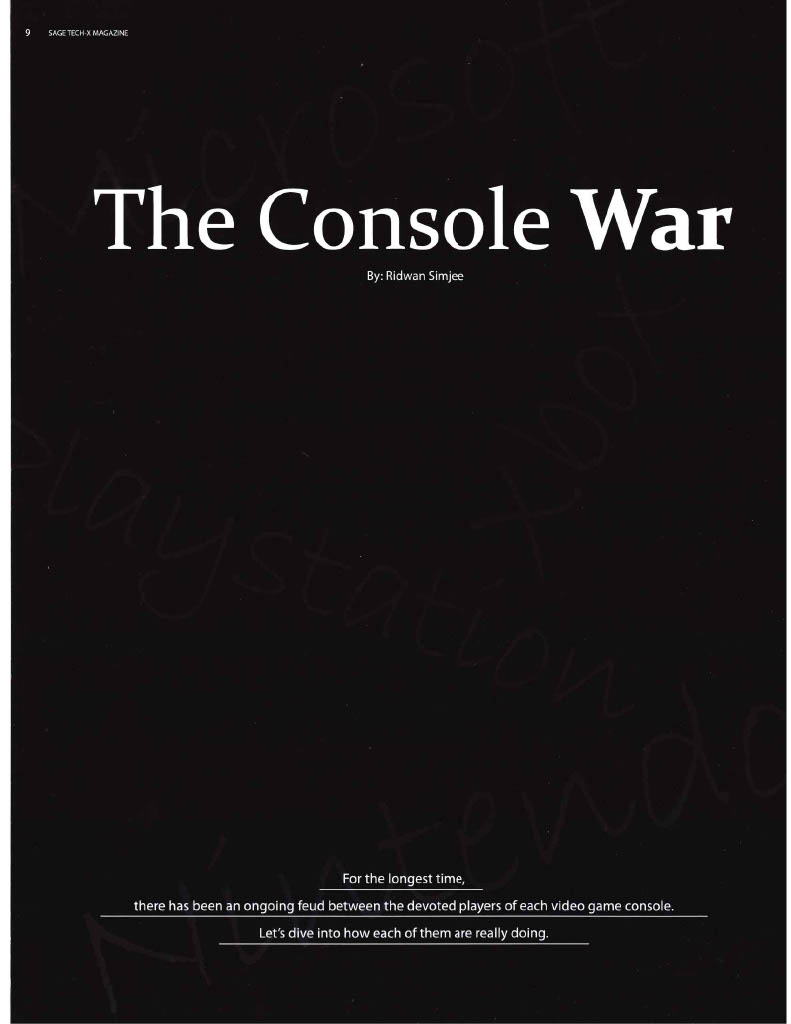 9 SAGE TECH-X MAGAZINE
Microsoft
The Console War
By: Ridwan Simjee
Xbox
Playstation
Nintendo
For the longest time,
there has been an ongoing feud between the devoted players of each video game console.
Let's dive into how each of them are really doing.